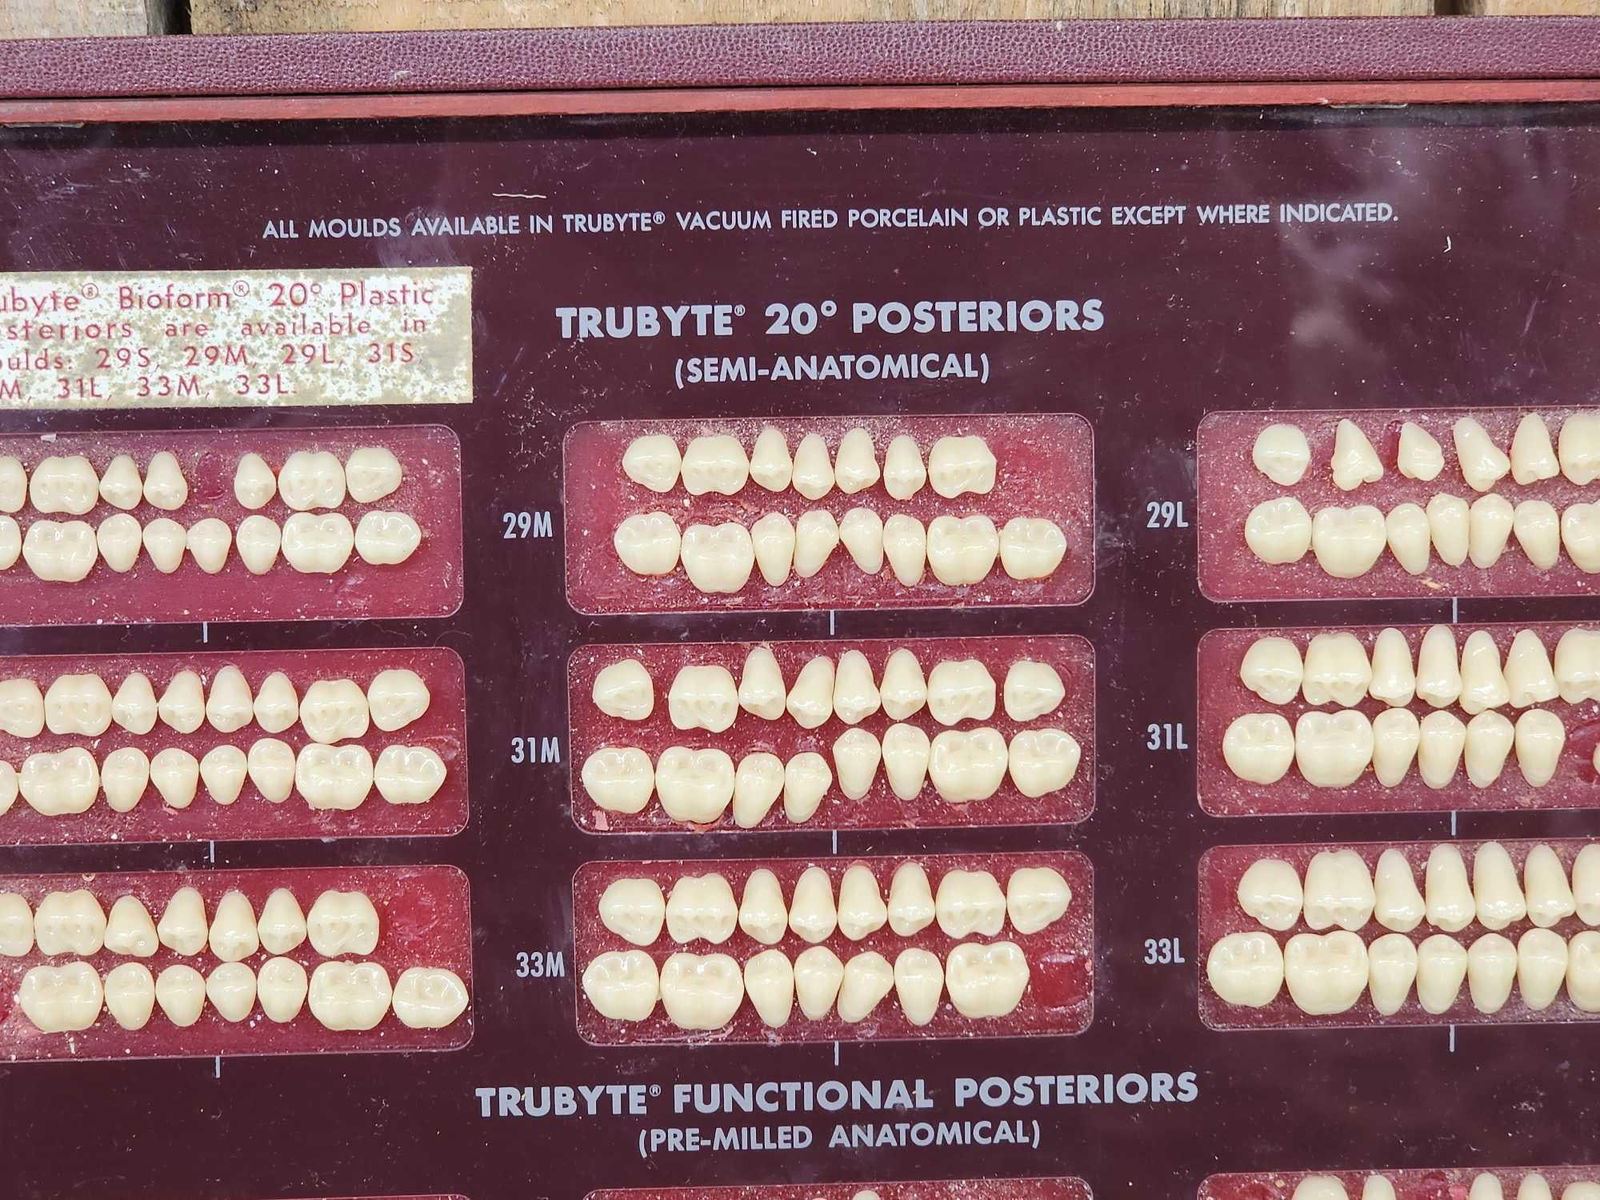 ALL MOULDS AVAILABLE IN TRUBYTE® VACUUM FIRED PORCELAIN OR PLASTIC EXCEPT WHERE INDICATED.
ubyte® Bioform® 20° Plastic
steriors are available in
ulds: 29S, 29M, 29L, 31S,
M, 31L, 33M, 33L.
TRUBYTE® 20° POSTERIORS
(SEMI-ANATOMICAL)
29M
29L
31M
31L
33M
33L
TRUBYTE® FUNCTIONAL POSTERIORS
(PRE-MILLED ANATOMICAL)